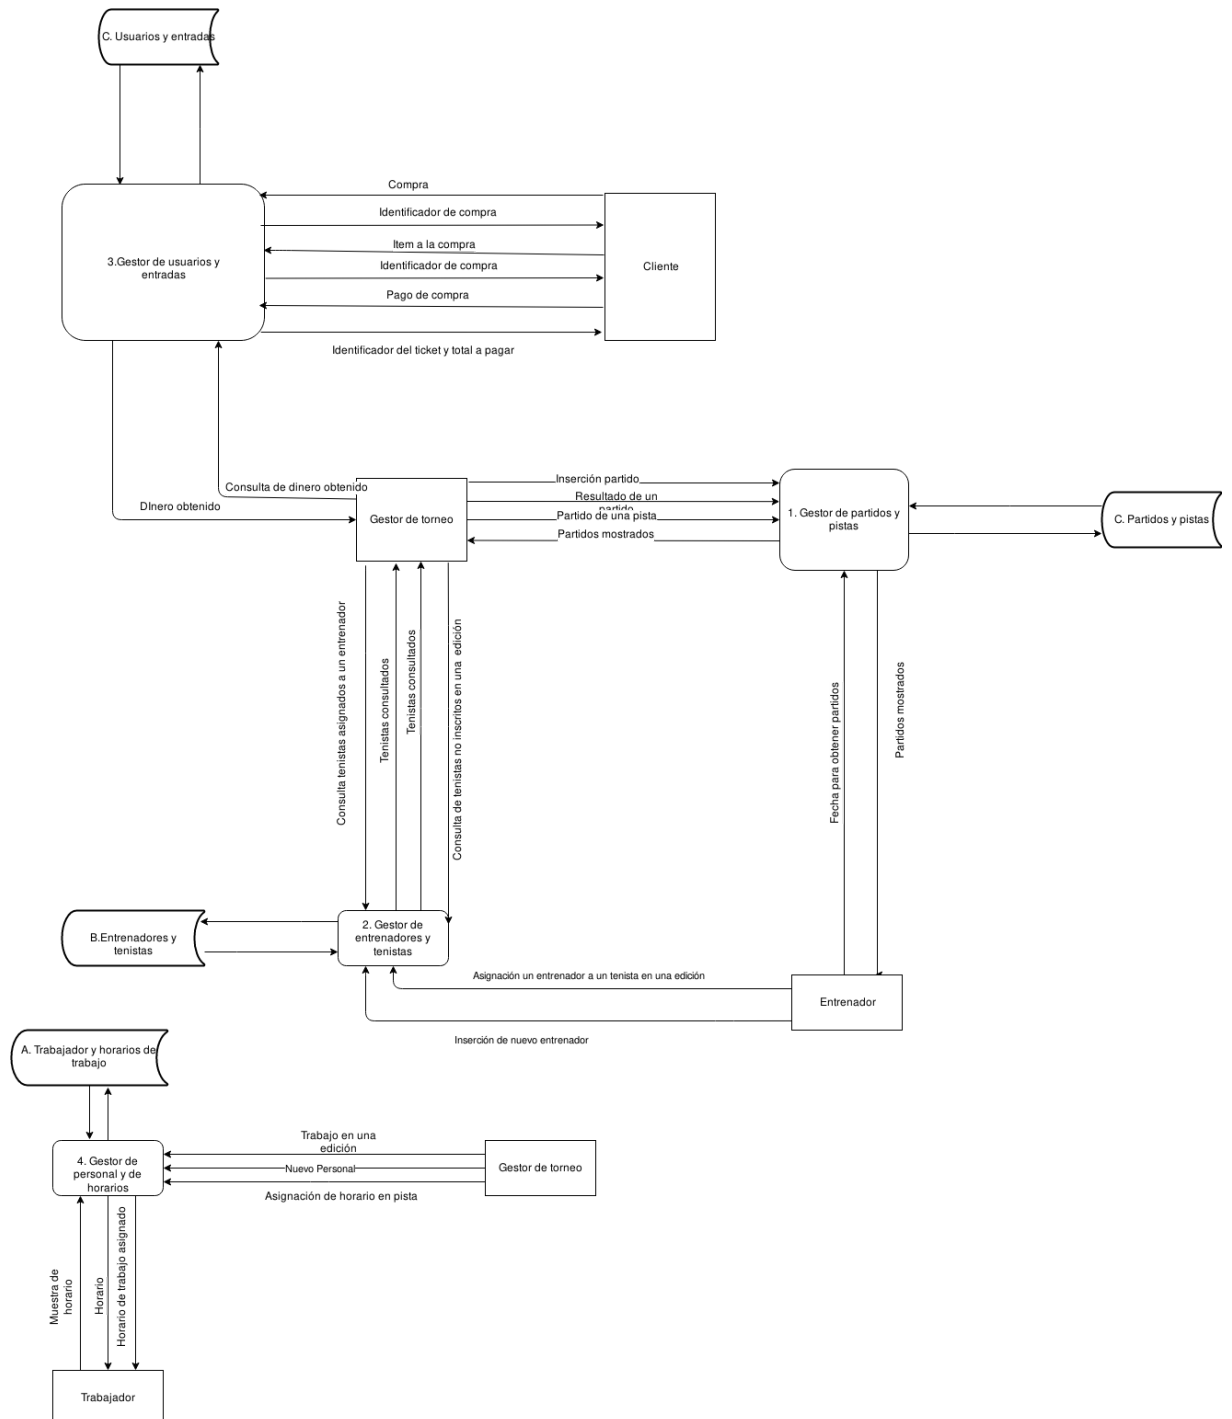 C. Usuarios y entradas
Compra
Identificador de compra
Item a la compra
3.Gestor de usuarios y
entradas
Cliente
Identificador de compra
Pago de compra
Identificador del ticket y total a pagar
Consulta de dinero obtenido
DInero obtenido
Gestor de torneo
Inserción partido
Resultado de un
partido
Partido de una pista
Partidos mostrados
1. Gestor de partidos y
pistas
C. Partidos y pistas
Consulta tenistas asignados a un entrenador
Tenistas consultados
Tenistas consultados
Consulta de tenistas no inscritos en una edición
Fecha para obtener partidos
Partidos mostrados
B.Entrenadores y
tenistas
2. Gestor de
entrenadores y
tenistas
Asignación un entrenador a un tenista en una edición
Entrenador
Inserción de nuevo entrenador
A. Trabajador y horarios de
trabajo
Trabajo en una
edición
4. Gestor de
personal y de
horarios
Nuevo Personal
Gestor de torneo
Asignación de horario en pista
Muestra de
horario
Horario
Horario de trabajo asignado
Trabajador